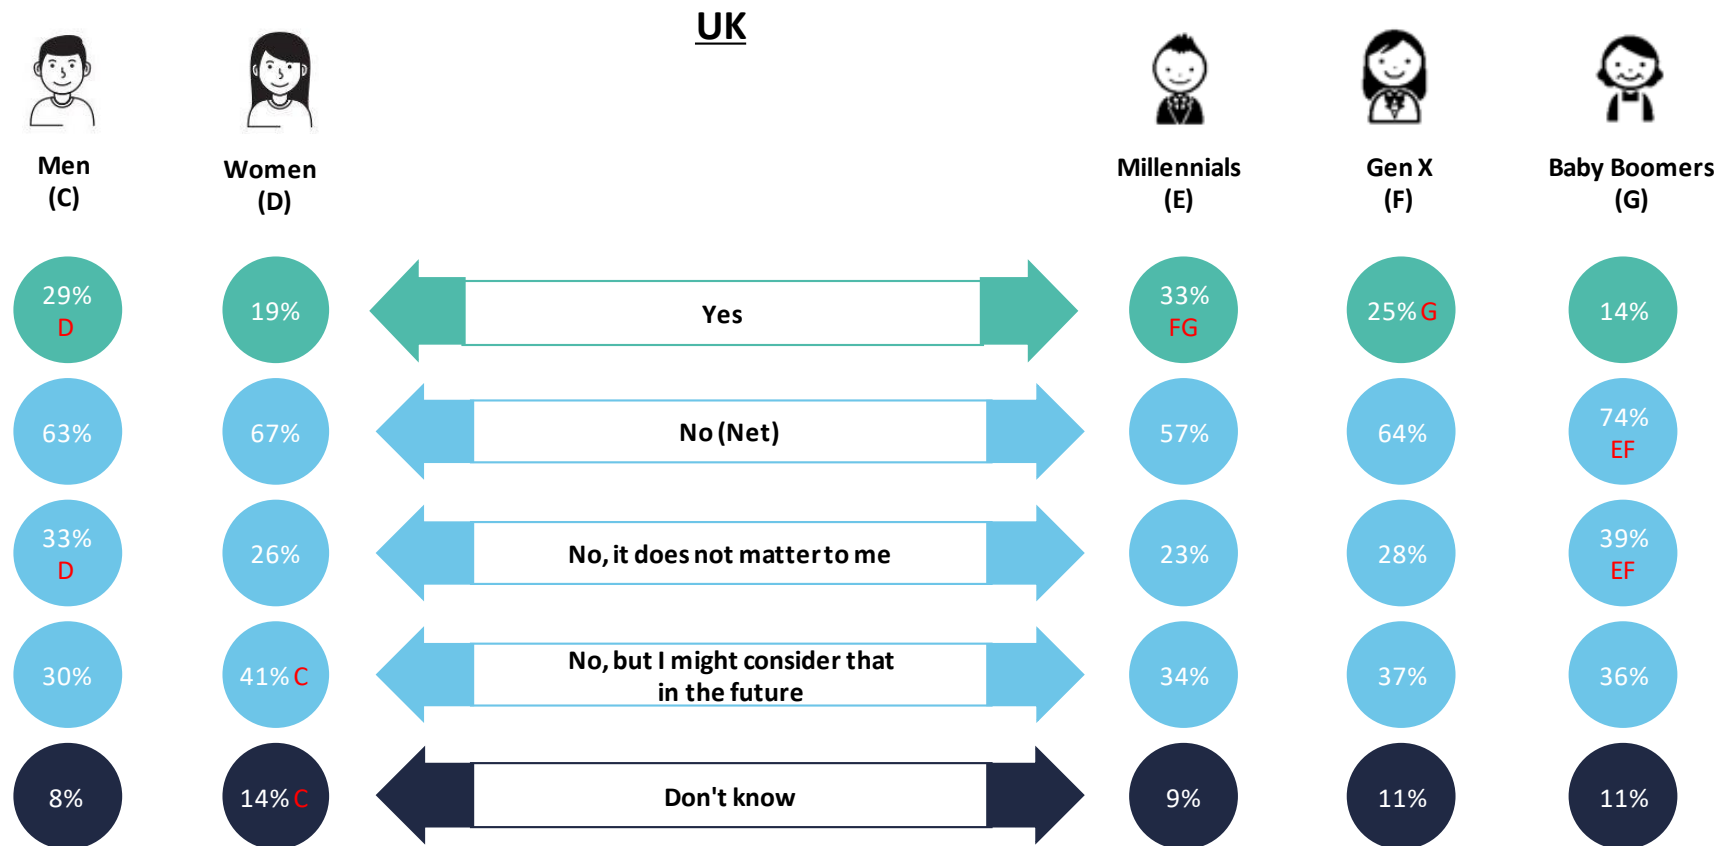 UK
Men
(C)
Women
(D)
Millennials
(E)
Gen X
(F)
Baby Boomers
(G)
29%
D
19%
Yes
33%
FG
25% G
14%
63%
67%
No (Net)
57%
64%
74%
EF
33%
D
26%
No, it does not matter to me
23%
28%
39%
EF
30%
41% C
No, but I might consider that
in the future
34%
37%
36%
8%
14% C
Don't know
9%
11%
11%